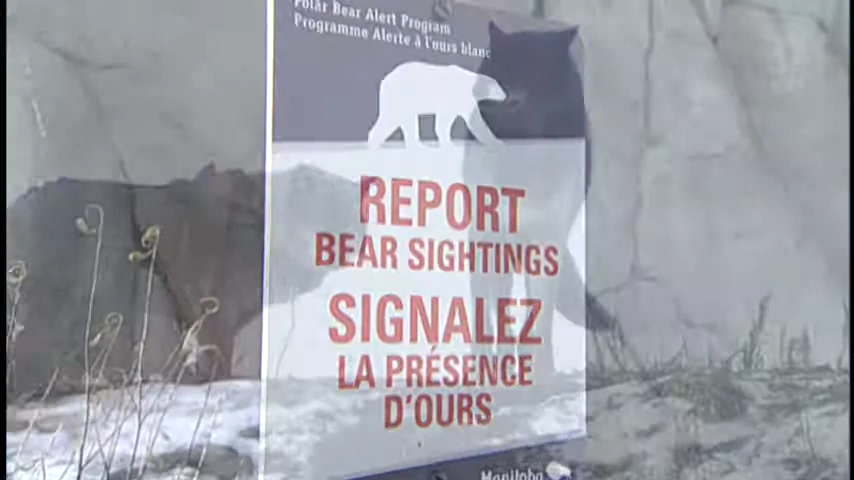 Polar Bear Alert Program
Programme Alerte à l'ours blanc
REPORT
BEAR SIGHTINGS
SIGNALEZ
LA PRÉSENCE
D'OURS
Manitoba